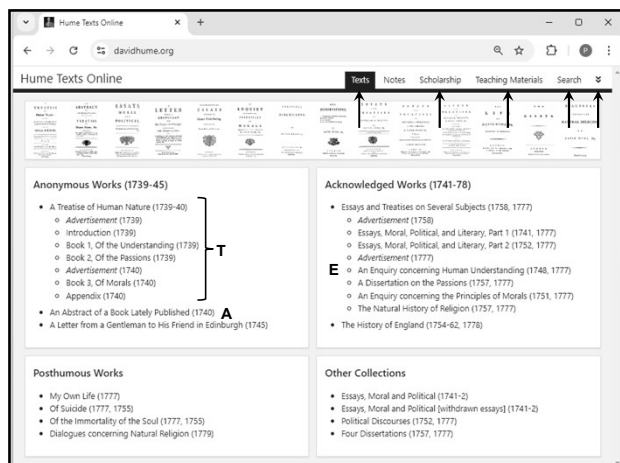 Hume Texts Online
davidhume.org
P
Hume Texts Online
Texts Notes Scholarship Teaching Materials Search
TREATISE ABSTRACT ESSAYS LETTER ESSAYS ENQUIRY
Anonymous Works (1739-45)
A Treatise of Human Nature (1739-40)
Advertisement (1739)
Introduction (1739)
Book 1, Of the Understanding (1739)
Book 2, Of the Passions (1739)
Advertisement (1740)
Book 3, Of Morals (1740)
Appendix (1740)
T
An Abstract of a Book Lately Published (1740) A
A Letter from a Gentleman to His Friend in Edinburgh (1745)
Acknowledged Works (1741-78)
Essays and Treatises on Several Subjects (1758, 1777)
Advertisement (1758)
Essays, Moral, Political, and Literary, Part 1 (1741, 1777)
Essays, Moral, Political, and Literary, Part 2 (1752, 1777)
Advertisement (1777)
E An Enquiry concerning Human Understanding (1748, 1777)
A Dissertation on the Passions (1757, 1777)
An Enquiry concerning the Principles of Morals (1751, 1777)
The Natural History of Religion (1757, 1777)
The History of England (1754-62, 1778)
Posthumous Works
My Own Life (1777)
Of Suicide (1777, 1755)
Of the Immortality of the Soul (1777, 1755)
Dialogues concerning Natural Religion (1779)
Other Collections
Essays, Moral and Political (1741-2)
Essays, Moral and Political [withdrawn essays] (1741-2)
Political Discourses (1752, 1777)
Four Dissertations (1757, 1777)